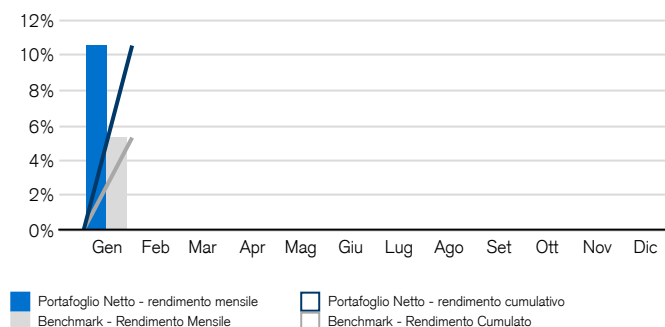 12%
10%
8%
6%
4%
2%
0%
Gen Feb Mar Apr Mag Giu Lug Ago Set Ott Nov Dic
Portafoglio Netto - rendimento mensile Portafoglio Netto - rendimento cumulativo
Benchmark - Rendimento Mensile Benchmark - Rendimento Cumulato